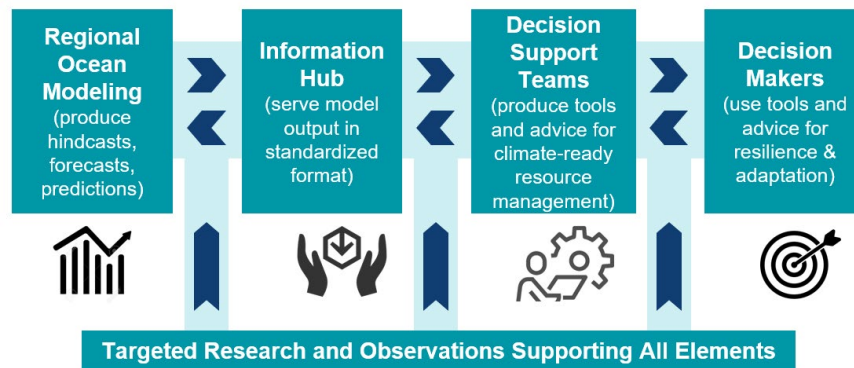 Regional
Ocean
Modeling
(produce
hindcasts,
forecasts,
predictions)
Information
Hub
(serve model
output in
standardized
format)
Decision
Support
Teams
(produce tools
and advice for
climate-ready
resource
management)
Decision
Makers
(use tools and
advice for
resilience &
adaptation)
Targeted Research and Observations Supporting All Elements